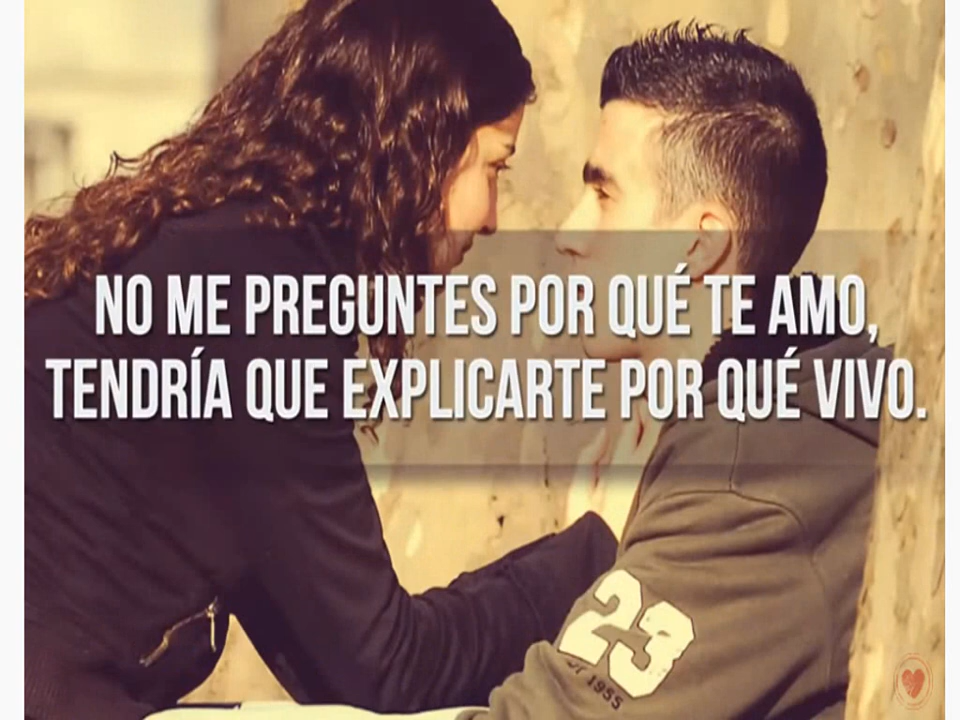 NO ME PREGUNTES POR QUÉ TE AMO,
TENDRÍA QUE EXPLICARTE POR QUÉ VIVO.
23
1955